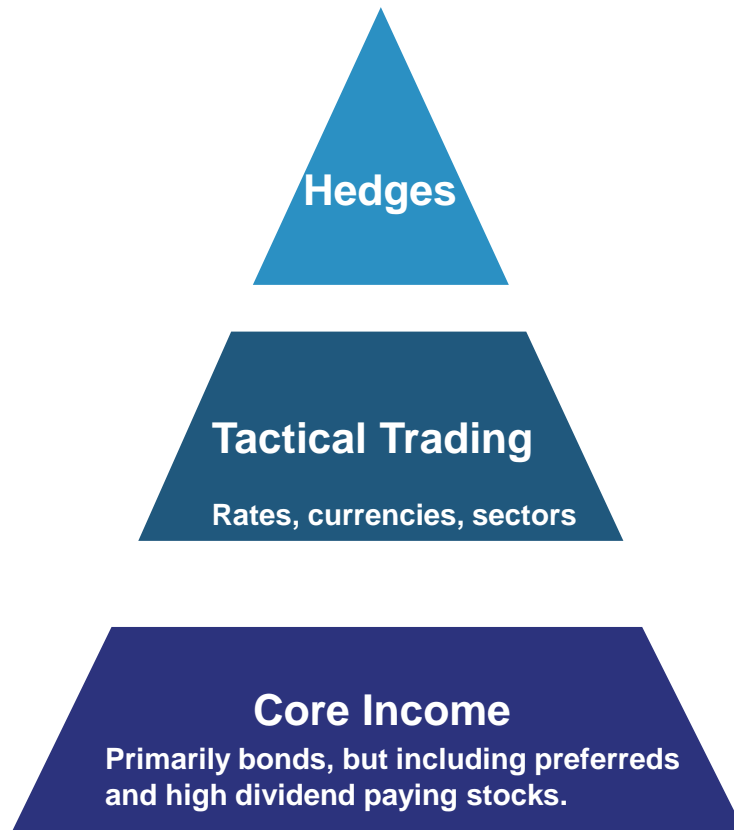 Hedges
Tactical Trading
Rates, currencies, sectors
Core Income
Primarily bonds, but including preferreds
and high dividend paying stocks.